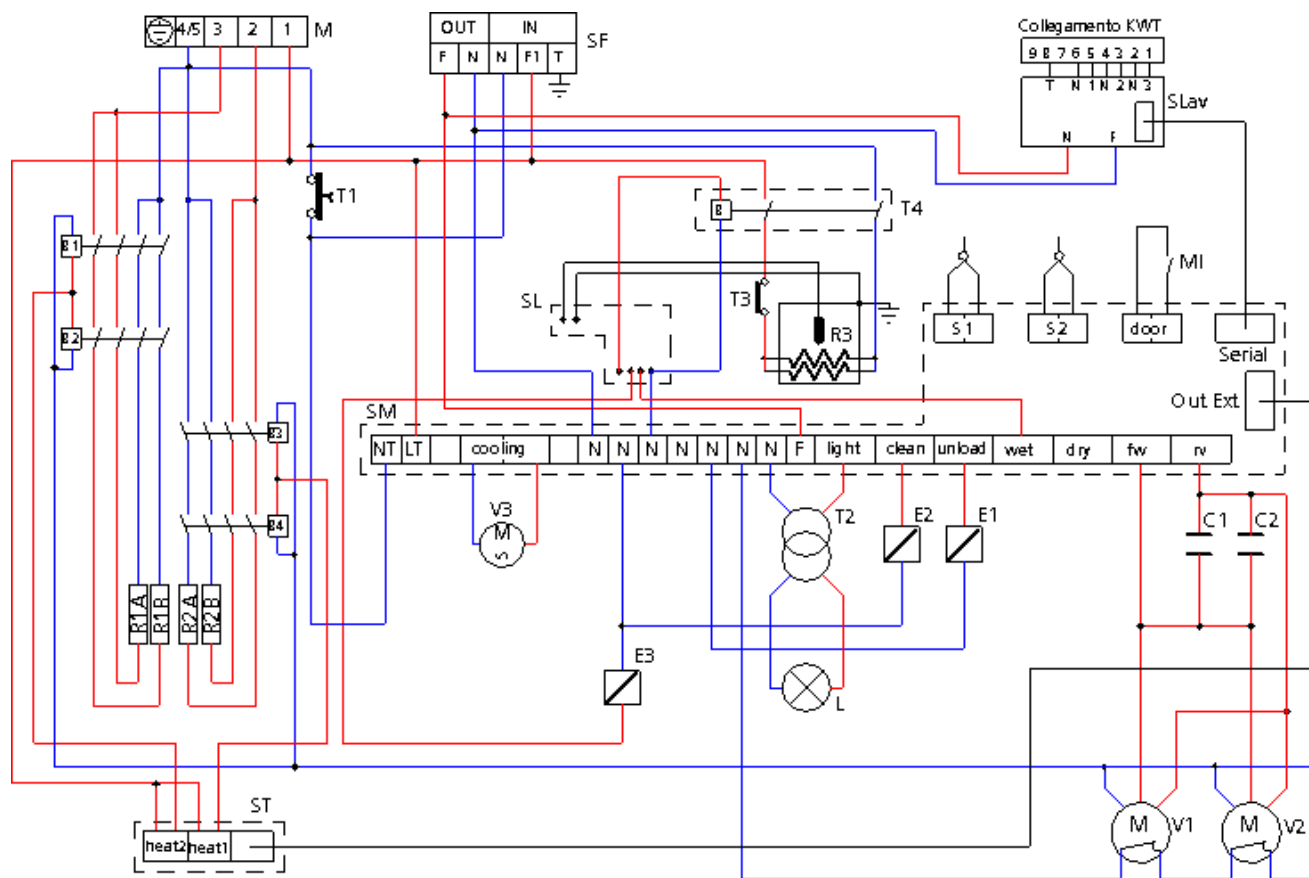 4/5 3 2 1 M
OUT IN SF
F N N F1 T
Collegamento KWT
9 8 7 6 5 4 3 2 1
T N 1 N 2 N 3
N F
SLav
T1
B T4
B1
B2
SL
T3
R3
S1 S2 door MI
Serial
Out Ext
SM
NT LT cooling N N N N N N N F light clean unload wet dry fw rv
B3
B4
V3
M
S
T2
E2 E1
C1 C2
R1A R1B R2A R2B
E3
L
ST
heat2 heat1
M V1 M V2